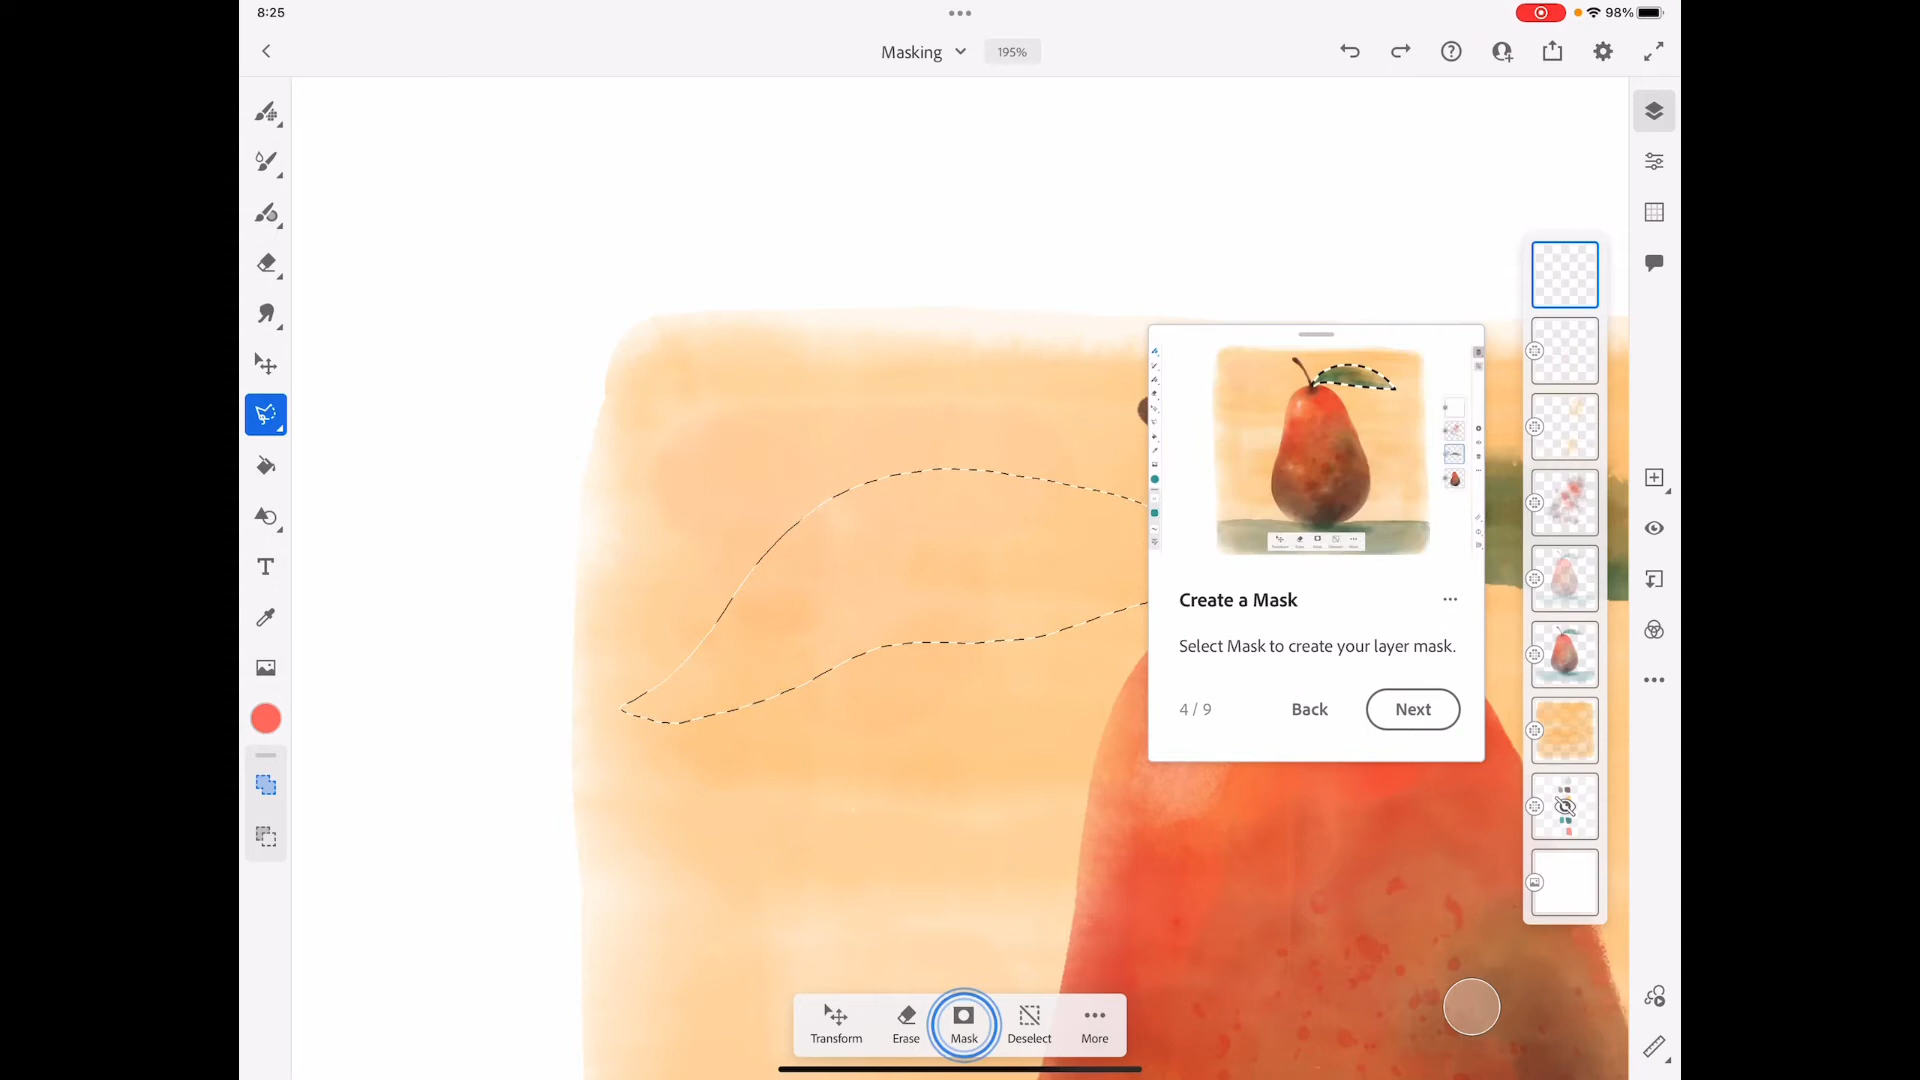 8:25
98%
Masking
195%
Create a Mask
Select Mask to create your layer mask.
4 / 9
Back
Next
Transform
Erase
Mask
Deselect
More